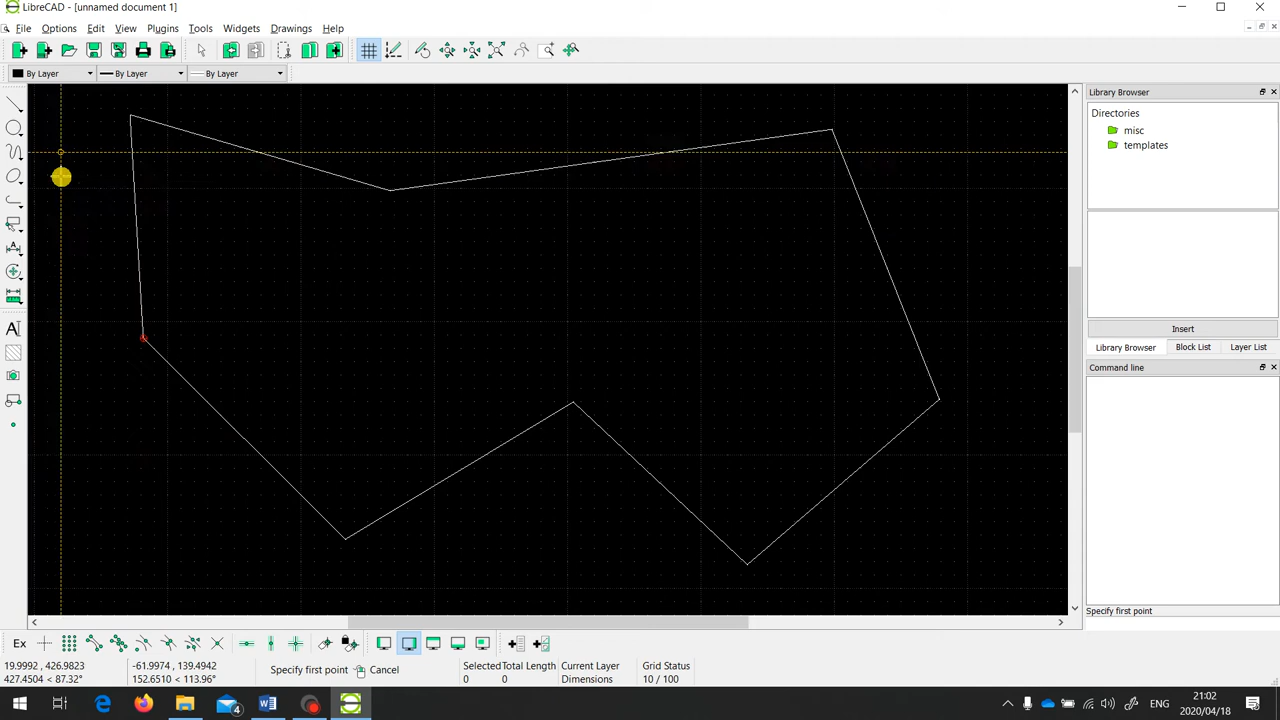 LibreCAD - [unnamed document 1]
File Options Edit View Plugins Tools Widgets Drawings Help
By Layer By Layer By Layer
Library Browser
Directories
misc
templates
Insert
Library Browser Block List Layer List
Command line
Specify first point
Ex
19.9992 , 426.9823 -61.9974 , 139.4942 Specify first point Cancel Selected Total Length Current Layer Grid Status
427.4504 < 87.32° 152.6510 < 113.96° 0 0 Dimensions 10 / 100
4 ENG 21:02
2020/04/18